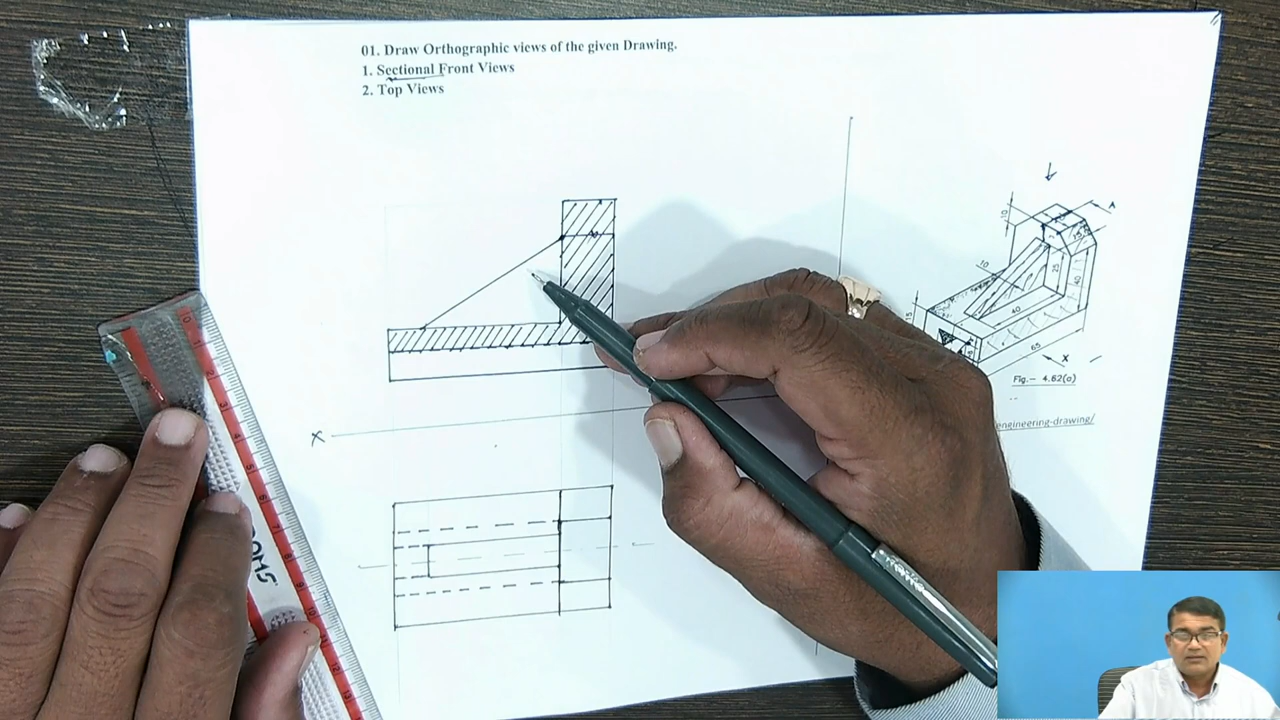 01. Draw Orthographic views of the given Drawing.
1. Sectional Front Views
2. Top Views
X
10
A
10
25
40
40
65
X
Fig.- 4.62(a)
engineering-drawing/